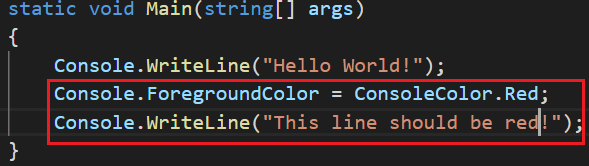 static void Main(string[] args)
{
Console.WriteLine("Hello World!");
Console.ForegroundColor = ConsoleColor.Red;
Console.WriteLine("This line should be red!");
}